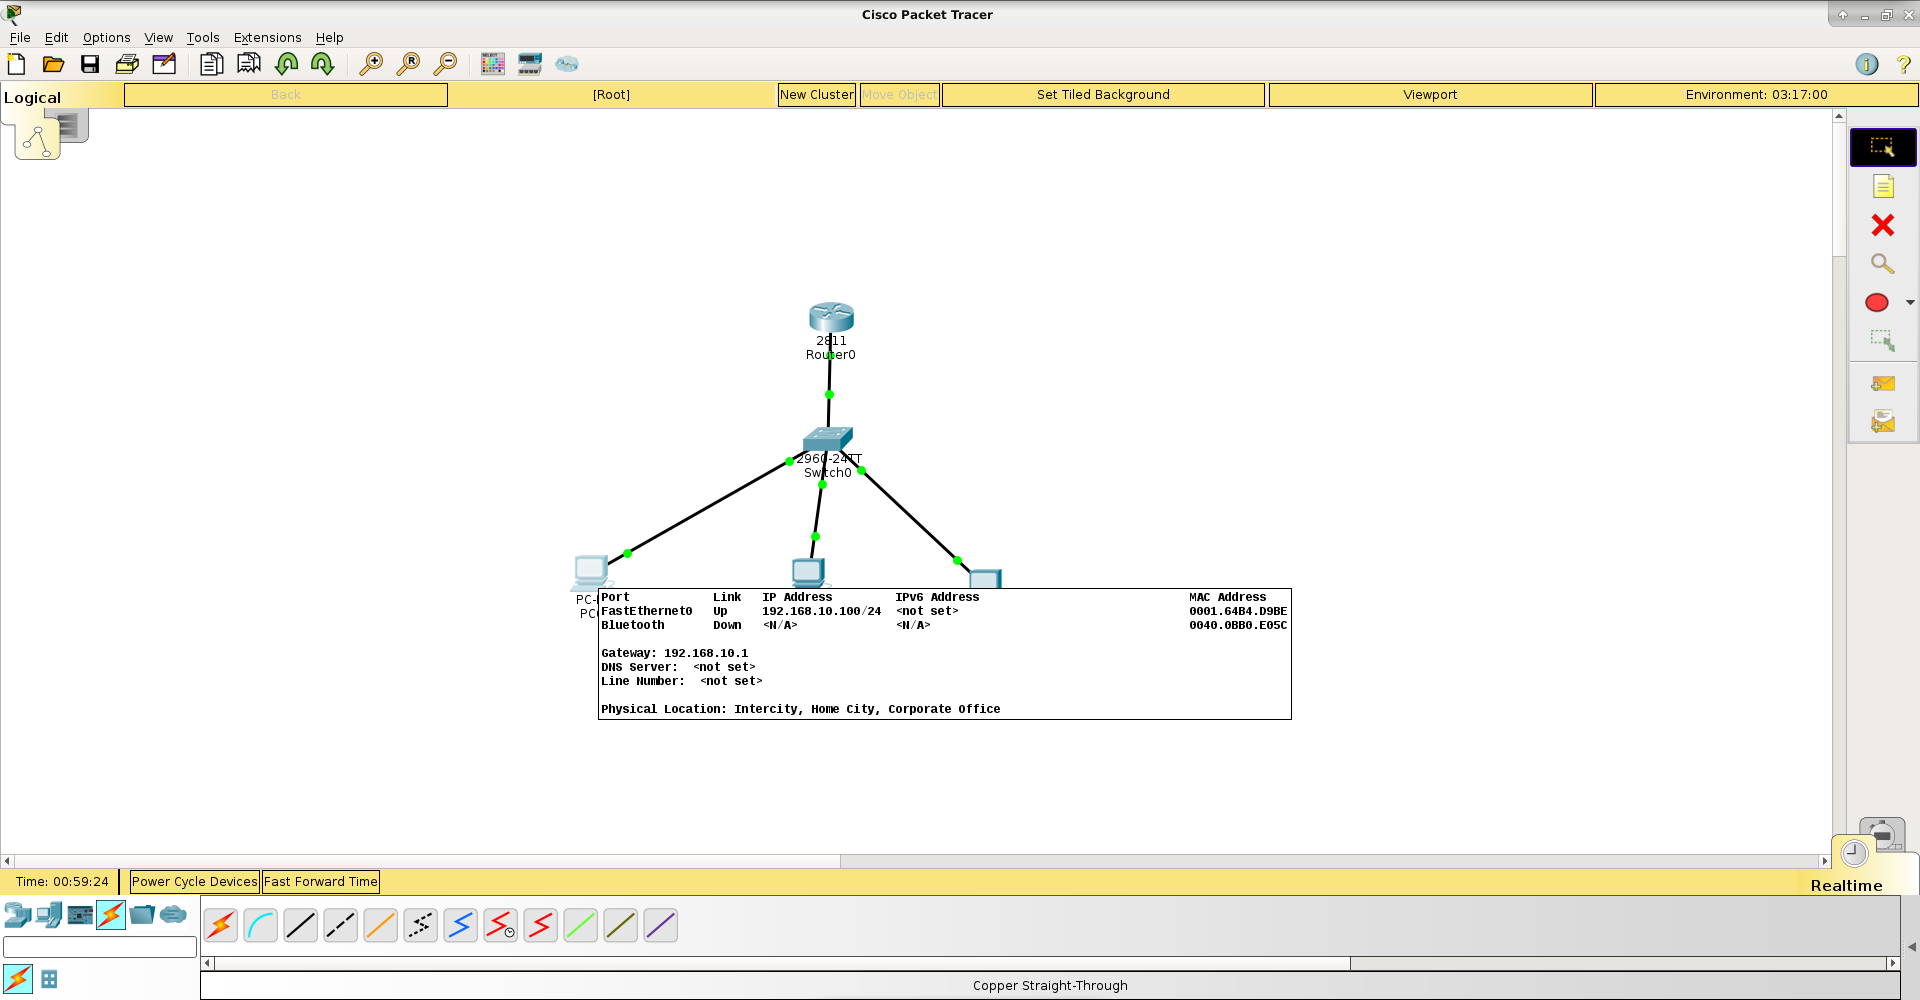 Cisco Packet Tracer
File Edit Options View Tools Extensions Help
Logical Back [Root] New Cluster Move Object Set Tiled Background Viewport Environment: 03:17:00
2811
Router0
2960-24TT
Switch0
Port Link IP Address IPv6 Address MAC Address
FastEthernet0 Up 192.168.10.100/24 <not set> 0001.64B4.D9BE
Bluetooth Down <N/A> <N/A> 0040.0BB0.E05C
Gateway: 192.168.10.1
DNS Server: <not set>
Line Number: <not set>
Physical Location: Intercity, Home City, Corporate Office
Time: 00:59:24 Power Cycle Devices Fast Forward Time Realtime
Copper Straight-Through